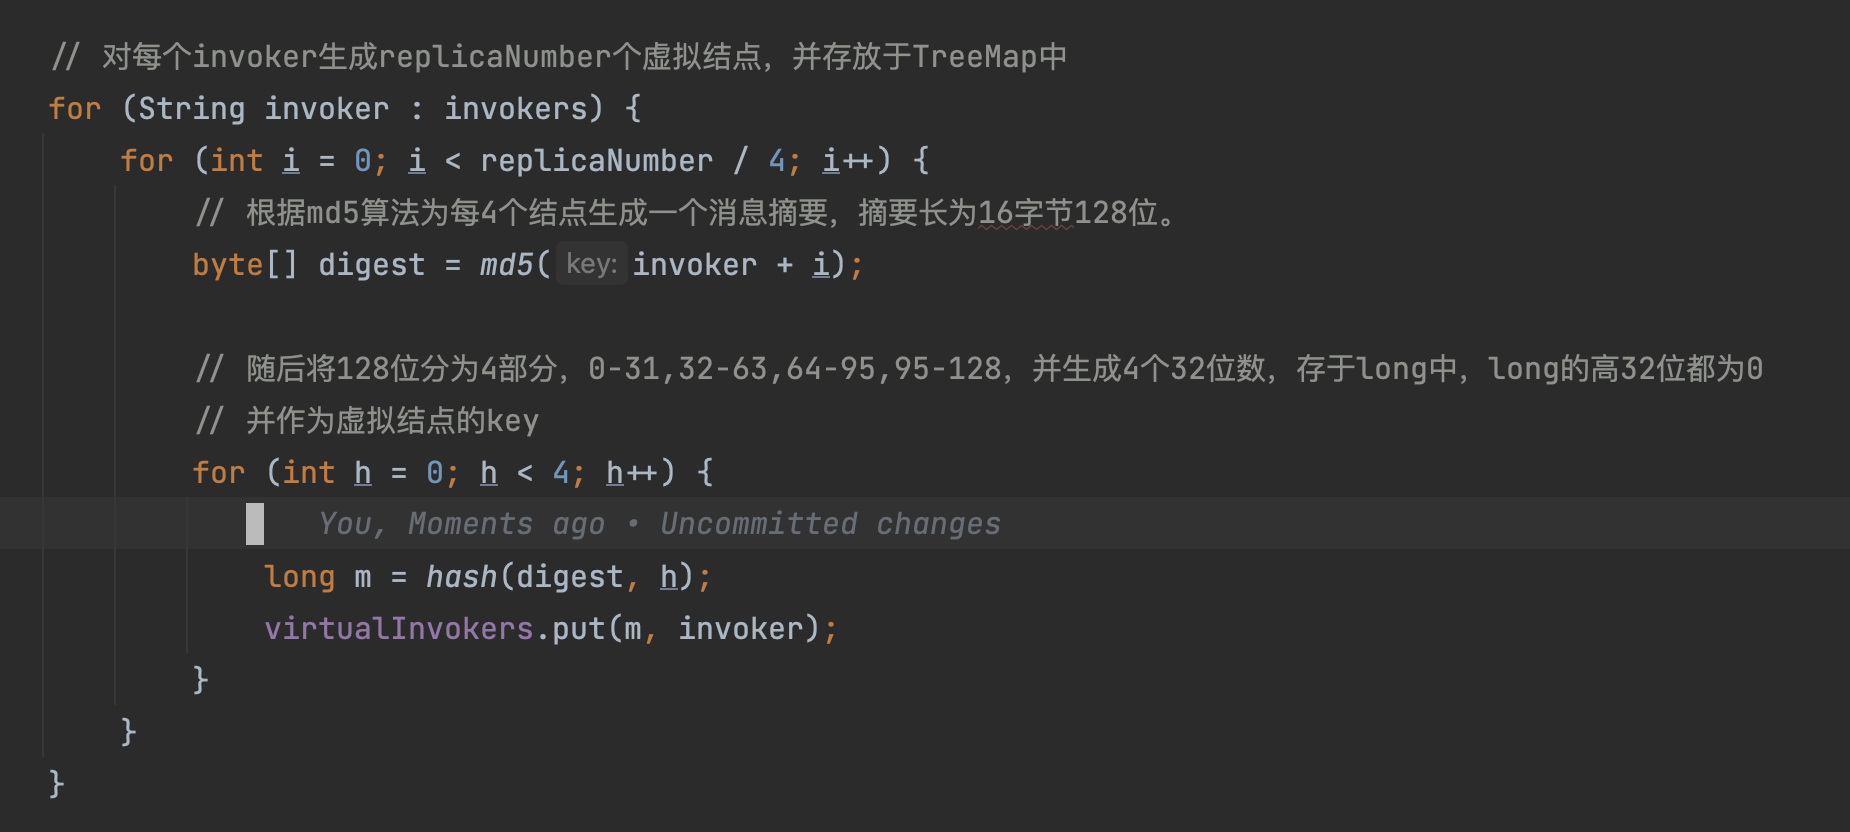 // 对每个invoker生成replicaNumber个虚拟结点，并存放于TreeMap中
for (String invoker : invokers) {
for (int i = 0; i < replicaNumber / 4; i++) {
// 根据md5算法为每4个结点生成一个消息摘要，摘要长为16字节128位。
byte[] digest = md5( key: invoker + i);
// 随后将128位分为4部分，0-31,32-63,64-95,95-128，并生成4个32位数，存于long中，long的高32位都为0
// 并作为虚拟结点的key
for (int h = 0; h < 4; h++) {
You, Moments ago • Uncommitted changes
long m = hash(digest, h);
virtualInvokers.put(m, invoker);
}
}
}